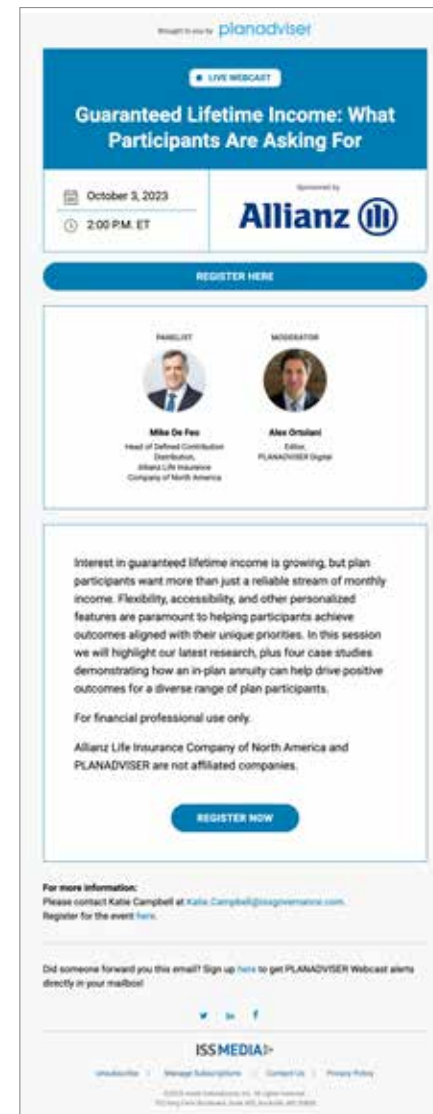 Brought to you by planadviser
LIVE WEBCAST
Guaranteed Lifetime Income: What
Participants Are Asking For
October 3, 2023
2:00 P.M. ET
Sponsored by
Allianz
REGISTER HERE
PANELIST
Mike De Feo
Head of Defined Contribution
Distribution,
Allianz Life Insurance
Company of North America
MODERATOR
Alex Ortolani
Editor,
PLANADVISER Digital
Interest in guaranteed lifetime income is growing, but plan
participants want more than just a reliable stream of monthly
income. Flexibility, accessibility, and other personalized
features are paramount to helping participants achieve
outcomes aligned with their unique priorities. In this session
we will highlight our latest research, plus four case studies
demonstrating how an in-plan annuity can help drive positive
outcomes for a diverse range of plan participants.
For financial professional use only.
Allianz Life Insurance Company of North America and
PLANADVISER are not affiliated companies.
REGISTER NOW
For more information:
Please contact Katie Campbell at Katie.Campbell@issgovernance.com.
Register for the event here.
Did someone forward you this email? Sign up here to get PLANADVISER Webcast alerts
directly in your mailbox!
ISS MEDIA
Unsubscribe | Manage Subscriptions | Contact Us | Privacy Policy